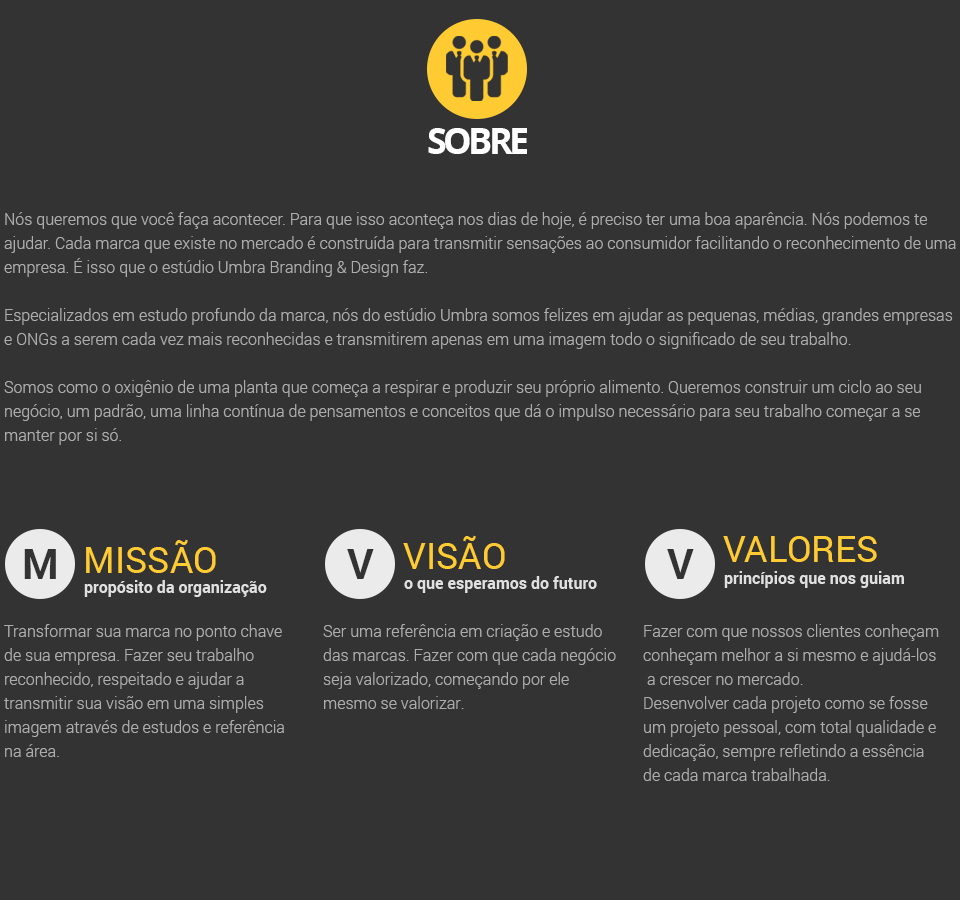 SOBRE
Nós queremos que você faça acontecer. Para que isso aconteça nos dias de hoje, é preciso ter uma boa aparência. Nós podemos te
ajudar. Cada marca que existe no mercado é construída para transmitir sensações ao consumidor facilitando o reconhecimento de uma
empresa. É isso que o estúdio Umbra Branding & Design faz.
Especializados em estudo profundo da marca, nós do estúdio Umbra somos felizes em ajudar as pequenas, médias, grandes empresas
e ONGs a serem cada vez mais reconhecidas e transmitirem apenas em uma imagem todo o significado de seu trabalho.
Somos como o oxigênio de uma planta que começa a respirar e produzir seu próprio alimento. Queremos construir um ciclo ao seu
negócio, um padrão, uma linha contínua de pensamentos e conceitos que dá o impulso necessário para seu trabalho começar a se
manter por si só.
M
MISSÃO
propósito da organização
Transformar sua marca no ponto chave
de sua empresa. Fazer seu trabalho
reconhecido, respeitado e ajudar a
transmitir sua visão em uma simples
imagem através de estudos e referência
na área.
V
VISÃO
o que esperamos do futuro
Ser uma referência em criação e estudo
das marcas. Fazer com que cada negócio
seja valorizado, começando por ele
mesmo se valorizar.
V
VALORES
princípios que nos guiam
Fazer com que nossos clientes conheçam
conheçam melhor a si mesmo e ajudá-los
a crescer no mercado.
Desenvolver cada projeto como se fosse
um projeto pessoal, com total qualidade e
dedicação, sempre refletindo a essência
de cada marca trabalhada.